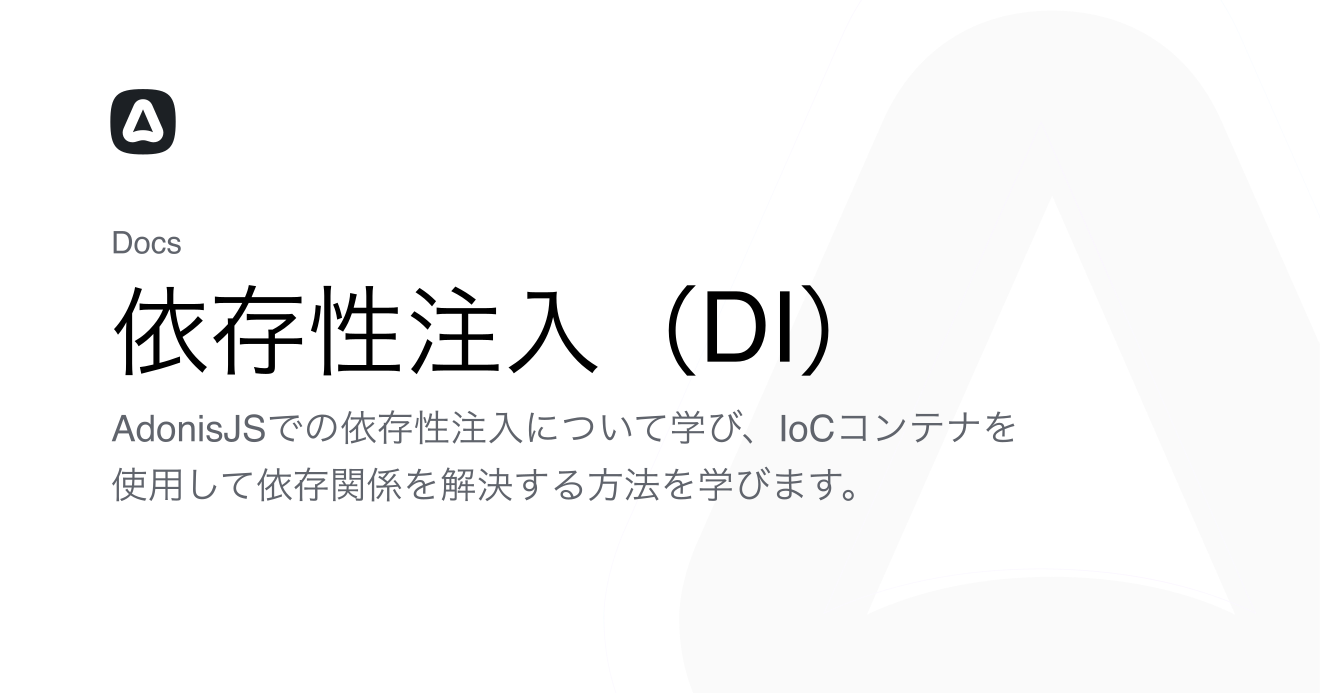 Docs
依存性注入（DI）
AdonisJSでの依存性注入について学び、IoCコンテナを
使用して依存関係を解決する方法を学びます。